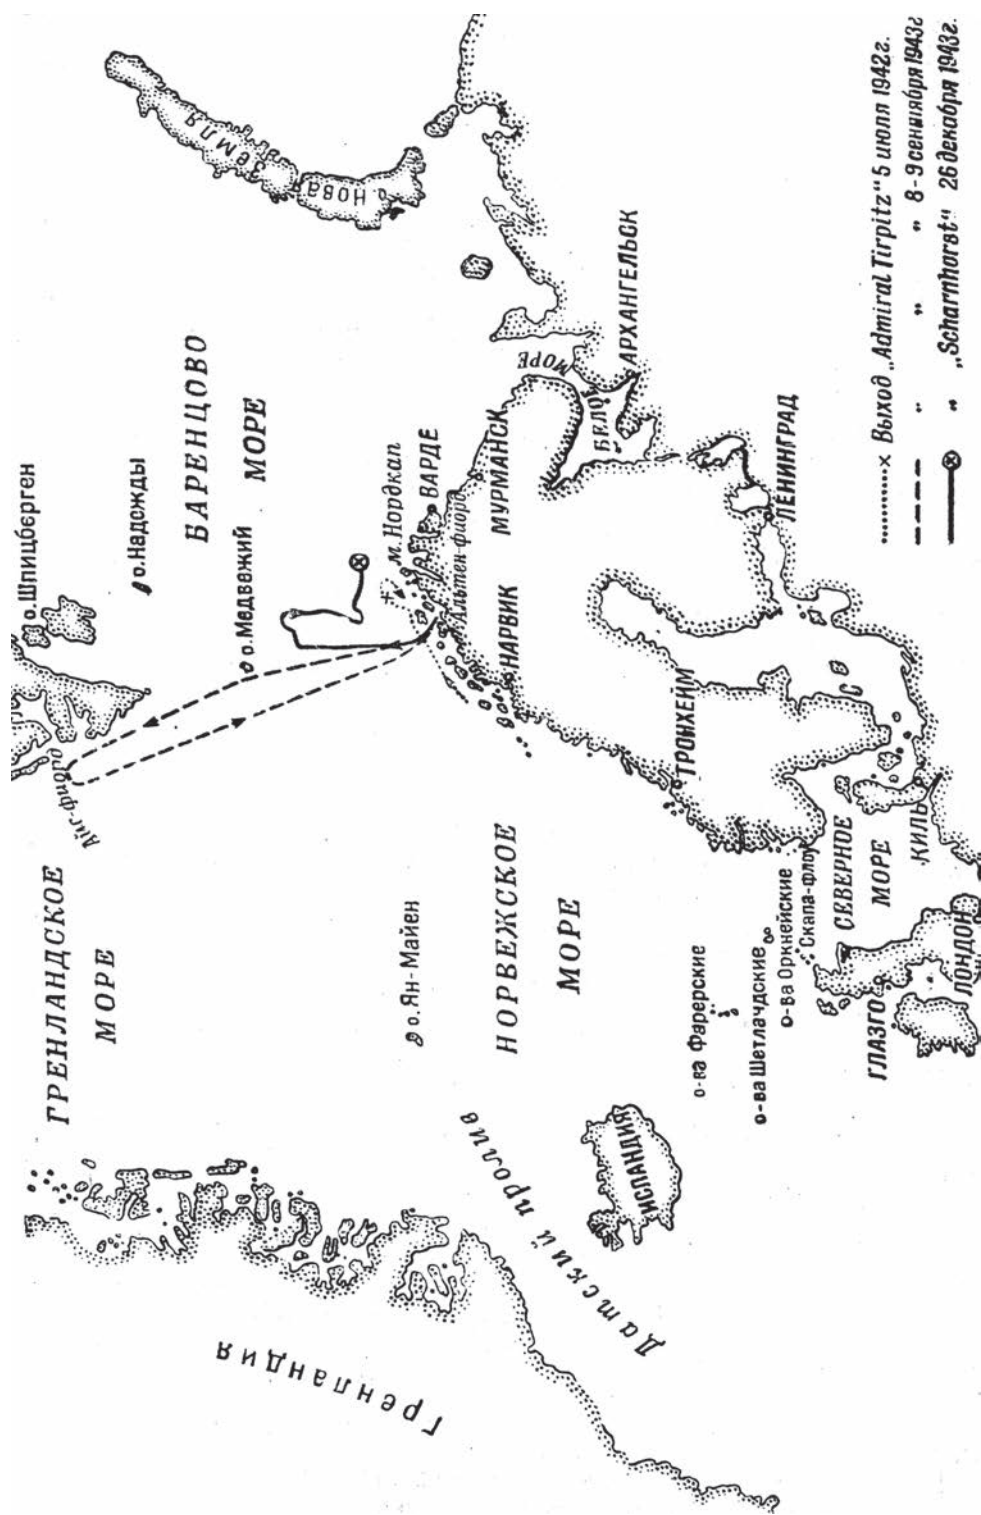 ГРЕНЛАНДСКОЕ
МОРЕ
Айс-фиорд
о.Шпицберген
о.Надежды
о.Медвежий
БАРЕНЦОВО
МОРЕ
о. НОВАЯ
ЗЕМЛЯ
о. Ян-Майен
НОРВЕЖСКОЕ
МОРЕ
м. Нордкап
ВАРДЕ
Альтен-фиорд
НАРВИК
МУРМАНСК
БЕЛОЕ
МОРЕ
АРХАНГЕЛЬСК
ЛЕНИНГРАД
ТРОНХЕЙМ
Гренландия
Датский пролив
ИСЛАНДИЯ
о-ва Фарерские
о-ва Шетлачдские
о-ва Оркнейские
Скапа-флоу
СЕВЕРНОЕ
МОРЕ
КИЛЬ
ГЛАЗГО
ЛОНДОН
Выход „Admiral Tirpitz" 5 июля 1942г.
„ „ 8-9 сентября 1943г
„ „Scharnhorst" 26 декабря 1943г.